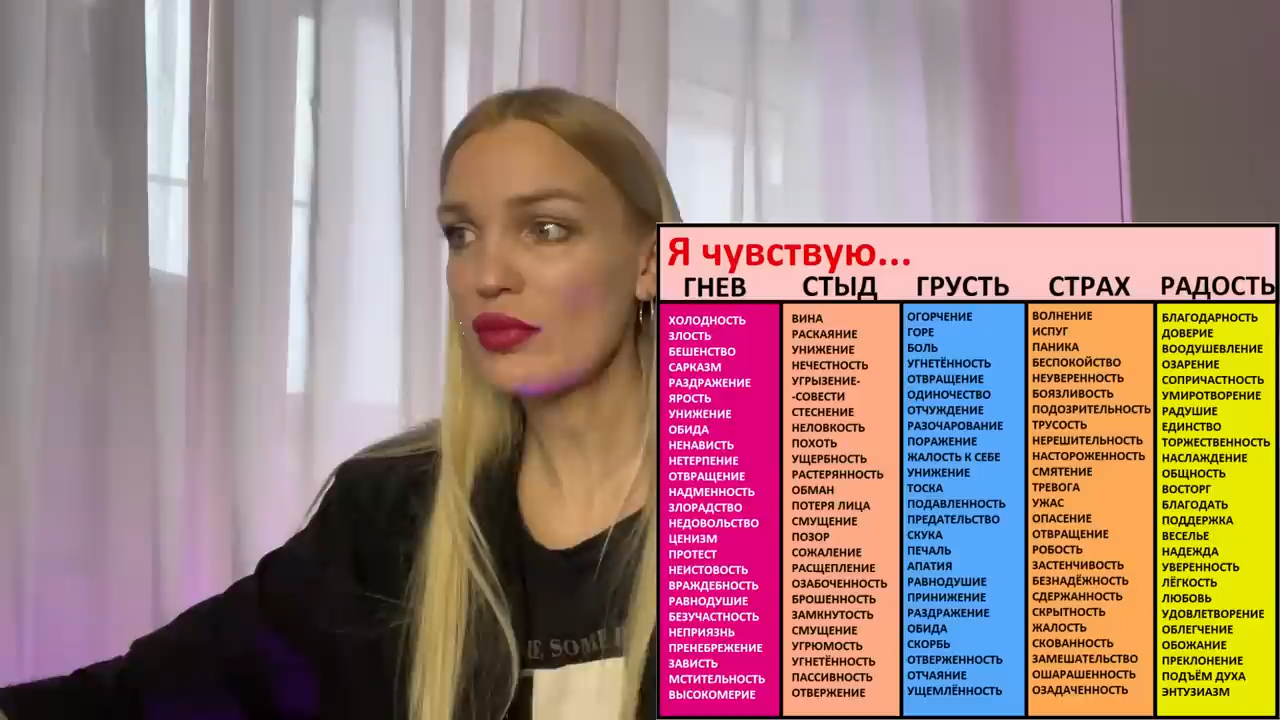 Я чувствую...
ГНЕВ
ХОЛОДНОСТЬ
ЗЛОСТЬ
БЕШЕНСТВО
САРКАЗМ
РАЗДРАЖЕНИЕ
ЯРОСТЬ
УНИЖЕНИЕ
ОБИДА
НЕНАВИСТЬ
НЕТЕРПЕНИЕ
ОТВРАЩЕНИЕ
НАДМЕННОСТЬ
ЗЛОРАДСТВО
НЕДОВОЛЬСТВО
ЦЕНИЗМ
ПРОТЕСТ
НЕИСТОВОСТЬ
ВРАЖДЕБНОСТЬ
РАВНОДУШИЕ
БЕЗУЧАСТНОСТЬ
НЕПРИЯЗНЬ
ПРЕНЕБРЕЖЕНИЕ
ЗАВИСТЬ
МСТИТЕЛЬНОСТЬ
ВЫСОКОМЕРИЕ
СТЫД
ВИНА
РАСКАЯНИЕ
УНИЖЕНИЕ
НЕЧЕСТНОСТЬ
УГРЫЗЕНИЕ-
-СОВЕСТИ
СТЕСНЕНИЕ
НЕЛОВКОСТЬ
ПОХОТЬ
УЩЕРБНОСТЬ
РАСТЕРЯННОСТЬ
ОБМАН
ПОТЕРЯ ЛИЦА
СМУЩЕНИЕ
ПОЗОР
СОЖАЛЕНИЕ
РАСЩЕПЛЕНИЕ
ОЗАБОЧЕННОСТЬ
БРОШЕННОСТЬ
ЗАМКНУТОСТЬ
СМУЩЕНИЕ
УГРЮМОСТЬ
УГНЕТЁННОСТЬ
ПАССИВНОСТЬ
ОТВЕРЖЕНИЕ
ГРУСТЬ
ОГОРЧЕНИЕ
ГОРЕ
БОЛЬ
УГНЕТЁННОСТЬ
ОТВРАЩЕНИЕ
ОДИНОЧЕСТВО
ОТЧУЖДЕНИЕ
РАЗОЧАРОВАНИЕ
ПОРАЖЕНИЕ
ЖАЛОСТЬ К СЕБЕ
УНИЖЕНИЕ
ТОСКА
ПОДАВЛЕННОСТЬ
ПРЕДАТЕЛЬСТВО
СКУКА
ПЕЧАЛЬ
АПАТИЯ
РАВНОДУШИЕ
ПРИНИЖЕНИЕ
РАЗДРАЖЕНИЕ
ОБИДА
СКОРБЬ
ОТВЕРЖЕННОСТЬ
ОТЧАЯНИЕ
УЩЕМЛЁННОСТЬ
СТРАХ
ВОЛНЕНИЕ
ИСПУГ
ПАНИКА
БЕСПОКОЙСТВО
НЕУВЕРЕННОСТЬ
БОЯЗЛИВОСТЬ
ПОДОЗРИТЕЛЬНОСТЬ
ТРУСОСТЬ
НЕРЕШИТЕЛЬНОСТЬ
НАСТОРОЖЕННОСТЬ
СМЯТЕНИЕ
ТРЕВОГА
УЖАС
ОПАСЕНИЕ
ОТВРАЩЕНИЕ
РОБОСТЬ
ЗАСТЕНЧИВОСТЬ
БЕЗНАДЁЖНОСТЬ
СДЕРЖАННОСТЬ
СКРЫТНОСТЬ
ЖАЛОСТЬ
СКОВАННОСТЬ
ЗАМЕШАТЕЛЬСТВО
ОШАРАШЕННОСТЬ
ОЗАДАЧЕННОСТЬ
РАДОСТЬ
БЛАГОДАРНОСТЬ
ДОВЕРИЕ
ВООДУШЕВЛЕНИЕ
ОЗАРЕНИЕ
СОПРИЧАСТНОСТЬ
УМИРОТВОРЕНИЕ
РАДУШИЕ
ЕДИНСТВО
ТОРЖЕСТВЕННОСТЬ
НАСЛАЖДЕНИЕ
ОБЩНОСТЬ
ВОСТОРГ
БЛАГОДАТЬ
ПОДДЕРЖКА
ВЕСЕЛЬЕ
НАДЕЖДА
УВЕРЕННОСТЬ
ЛЁГКОСТЬ
ЛЮБОВЬ
УДОВЛЕТВОРЕНИЕ
ОБЛЕГЧЕНИЕ
ОБОЖАНИЕ
ПРЕКЛОНЕНИЕ
ПОДЪЁМ ДУХА
ЭНТУЗИАЗМ